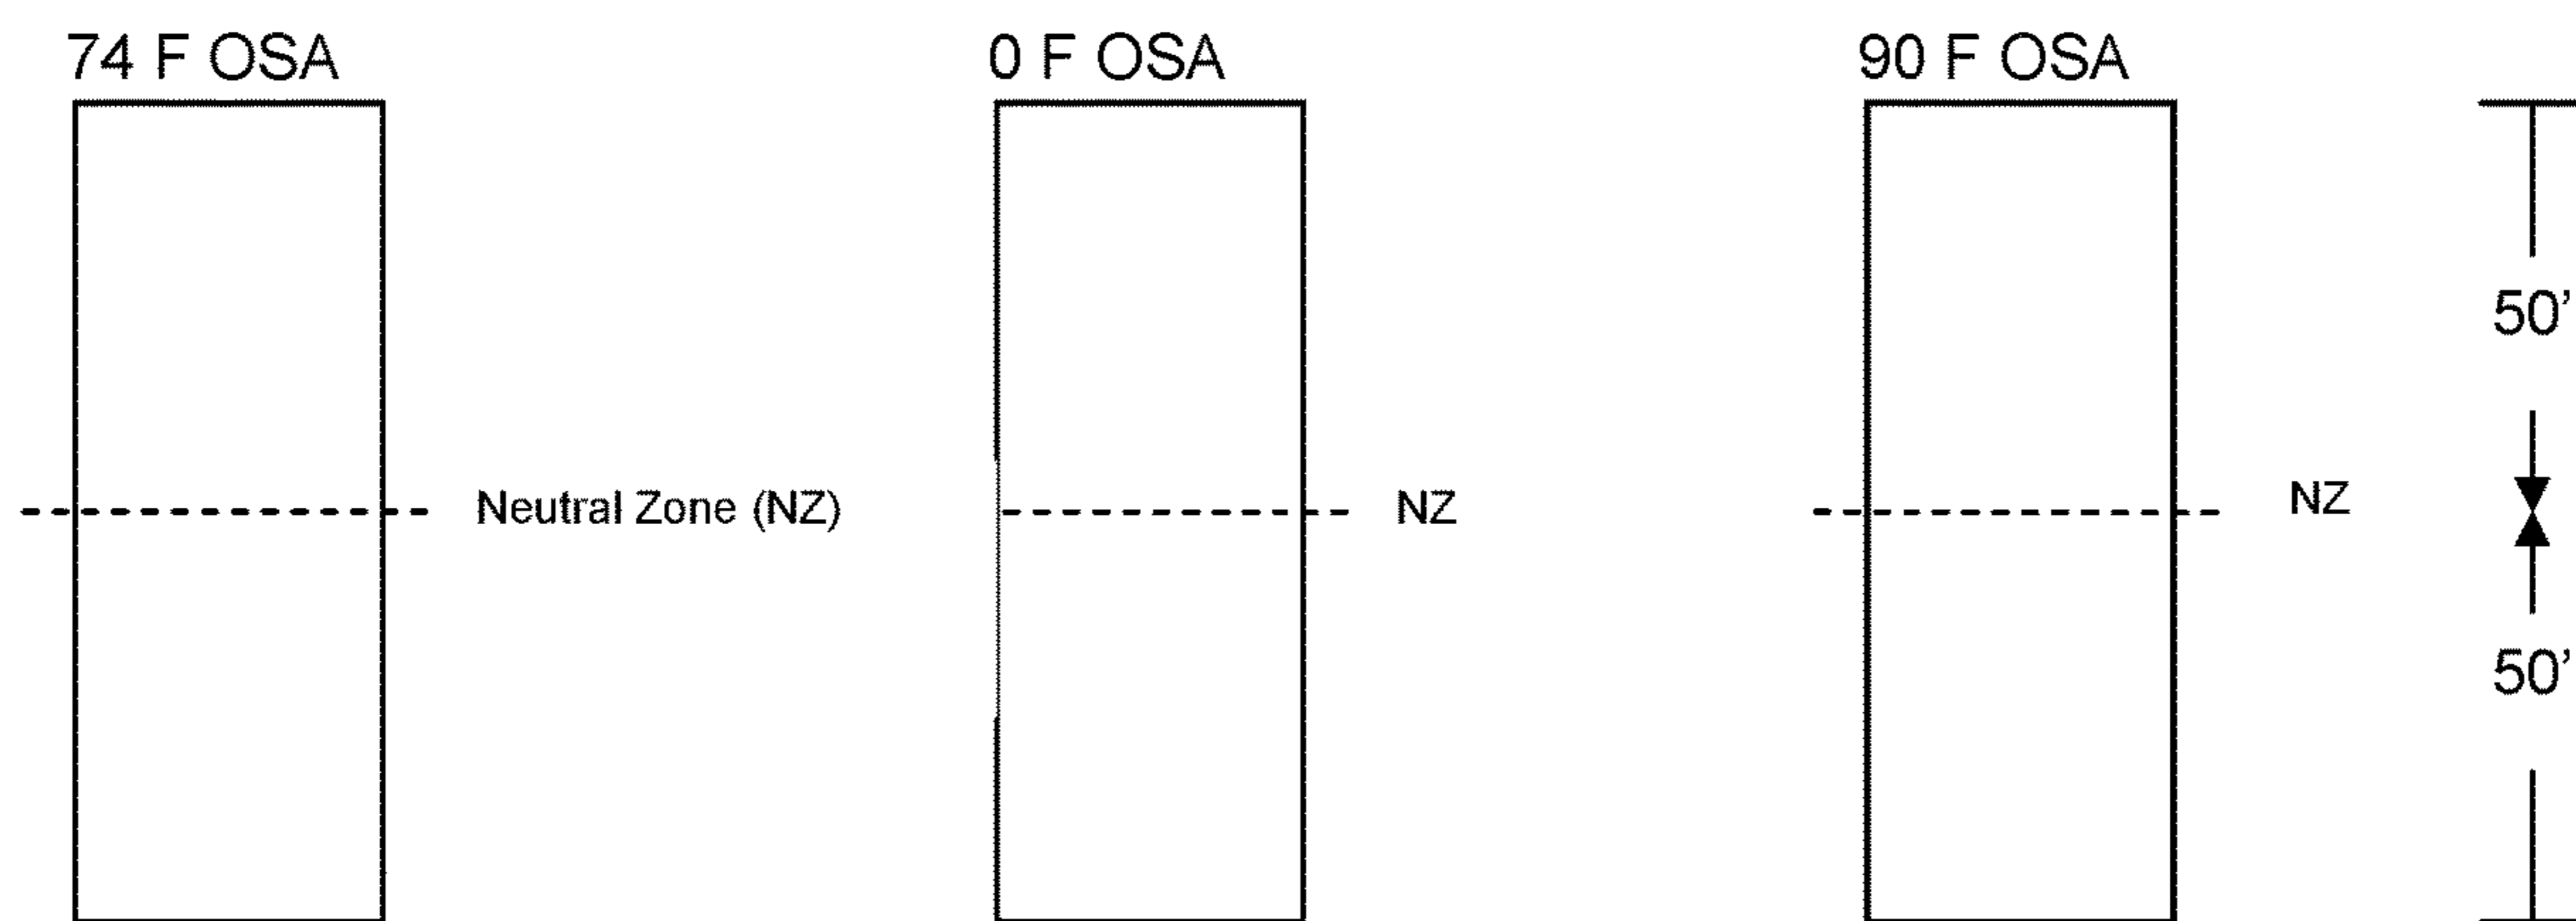 74 F OSA
0 F OSA
90 F OSA
50’
Neutral Zone (NZ)
NZ
NZ
50’